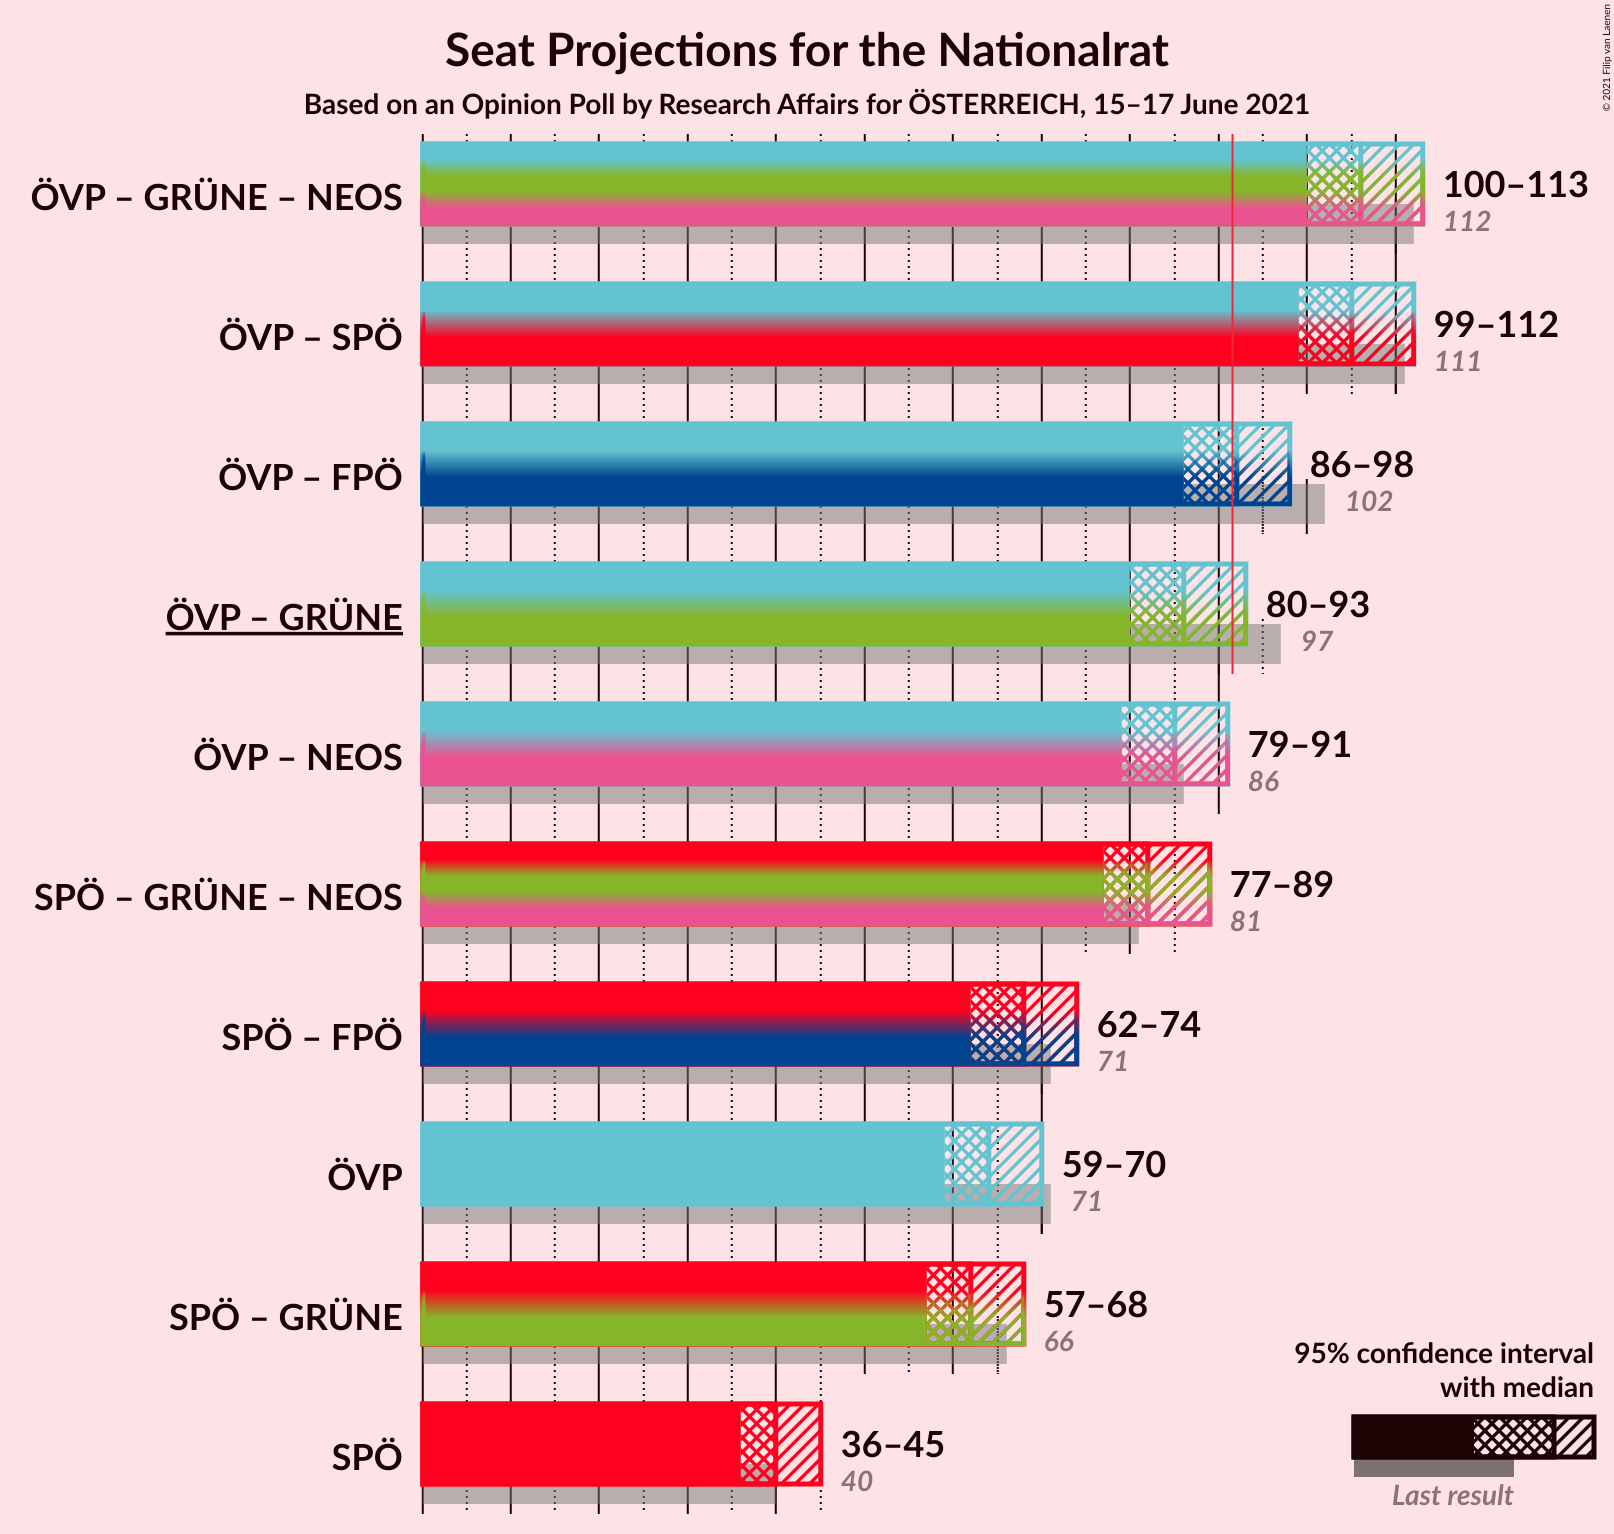 Seat Projections for the Nationalrat
Based on an Opinion Poll by Research Affairs for ÖSTERREICH, 15–17 June 2021
© 2021 Filip van Laenen
ÖVP – GRÜNE – NEOS
100–113
112
ÖVP – SPÖ
99–112
111
ÖVP – FPÖ
86–98
102
ÖVP – GRÜNE
80–93
97
ÖVP – NEOS
79–91
86
SPÖ – GRÜNE – NEOS
77–89
81
SPÖ – FPÖ
62–74
71
ÖVP
59–70
71
SPÖ – GRÜNE
57–68
66
SPÖ
36–45
40
95% confidence interval
with median
Last result